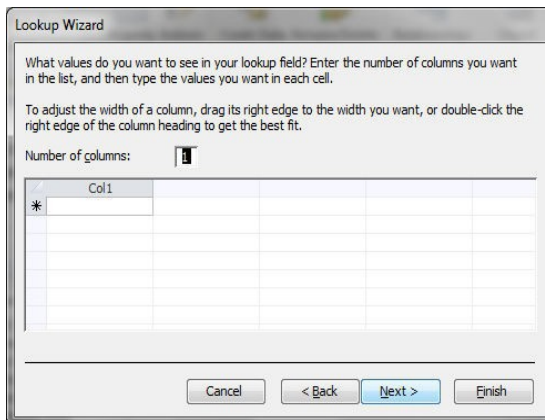 Lookup Wizard
What values do you want to see in your lookup field? Enter the number of columns you want
in the list, and then type the values you want in each cell.
To adjust the width of a column, drag its right edge to the width you want, or double-click the
right edge of the column heading to get the best fit.
Number of columns: 1
Col1
*
Cancel < Back Next > Finish